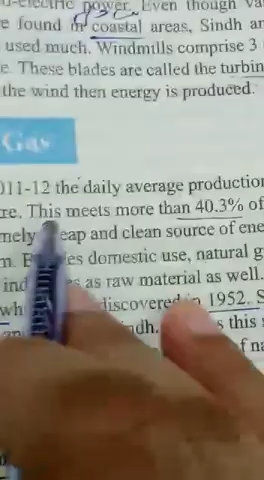 power. Even though va
e found in coastal areas, Sindh an
used much. Windmills comprise 3
e. These blades are called the turbin
the wind then energy is produced.
Gas
011-12 the daily average production
re. This meets more than 40.3% of
mely eap and clean source of ene
m. es domestic use, natural g
ind s as raw material as well.
wh discovered in 1952. S
ndh. s this
f na